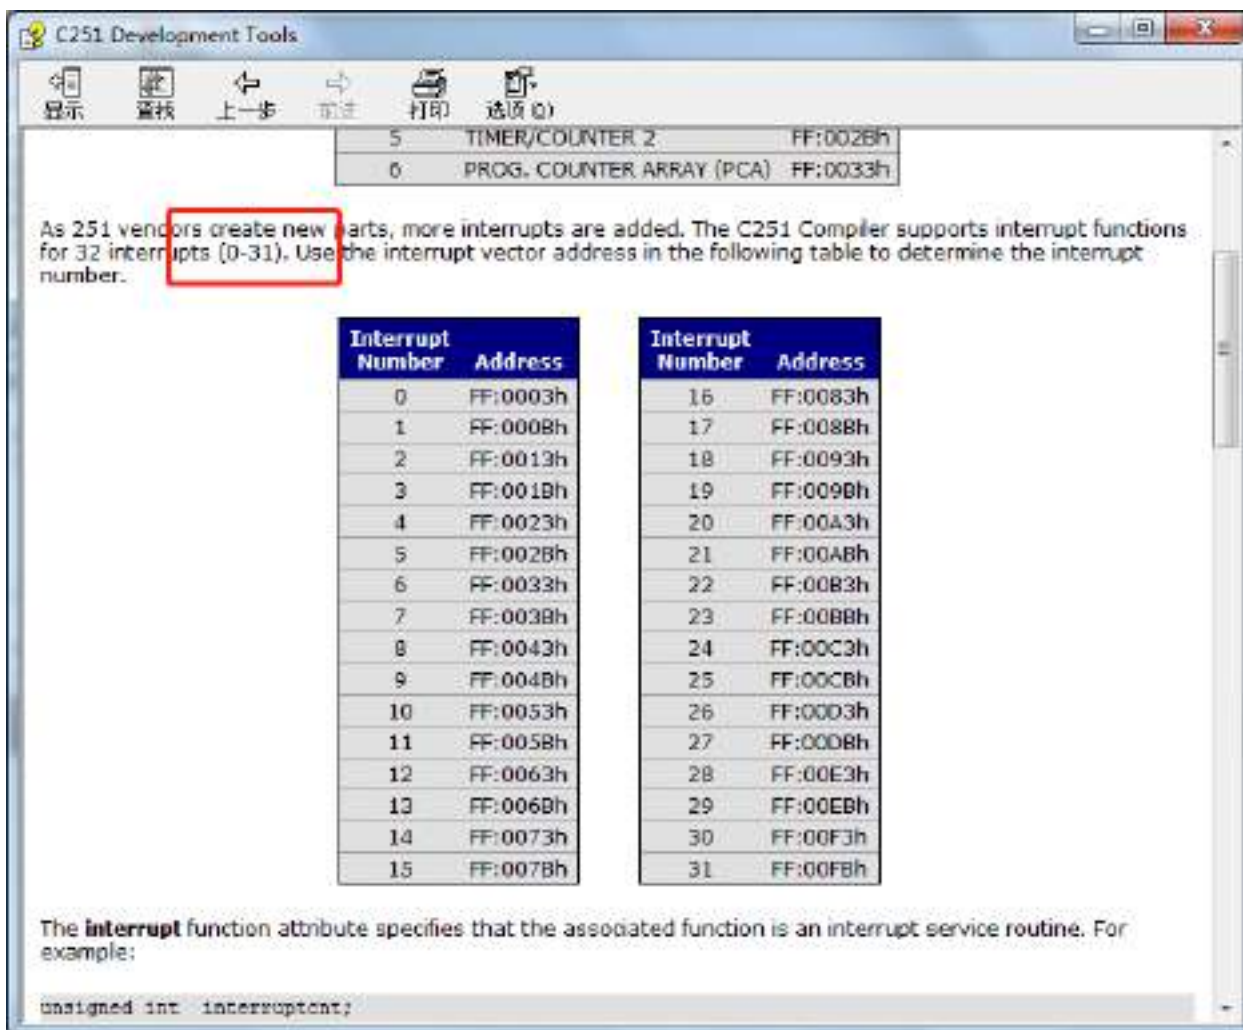 C251 Development Tools
显示 查找 上一步 前进 打印 选项(O)
5 TIMER/COUNTER 2 FF:002Bh
6 PROG. COUNTER ARRAY (PCA) FF:0033h
As 251 vendors create new parts, more interrupts are added. The C251 Compiler supports interrupt functions
for 32 interrupts (0-31). Use the interrupt vector address in the following table to determine the interrupt
number.
Interrupt Interrupt
Number Address Number Address
0 FF:0003h 16 FF:0083h
1 FF:000Bh 17 FF:008Bh
2 FF:0013h 18 FF:0093h
3 FF:001Bh 19 FF:009Bh
4 FF:0023h 20 FF:00A3h
5 FF:002Bh 21 FF:00ABh
6 FF:0033h 22 FF:00B3h
7 FF:003Bh 23 FF:00BBh
8 FF:0043h 24 FF:00C3h
9 FF:004Bh 25 FF:00CBh
10 FF:0053h 26 FF:00D3h
11 FF:005Bh 27 FF:00DBh
12 FF:0063h 28 FF:00E3h
13 FF:006Bh 29 FF:00EBh
14 FF:0073h 30 FF:00F3h
15 FF:007Bh 31 FF:00FBh
The interrupt function attribute specifies that the associated function is an interrupt service routine. For
example:
unsigned int interruptcnt;